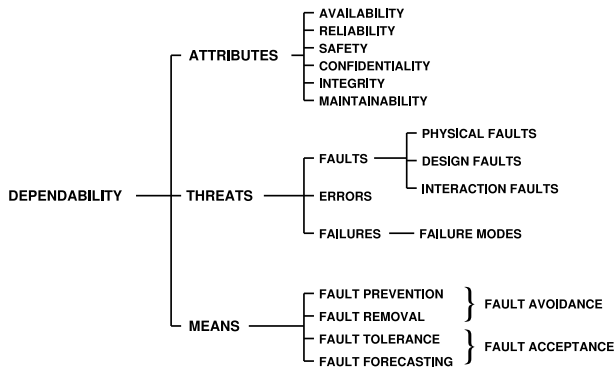 AVAILABILITY
RELIABILITY
SAFETY
ATTRIBUTES
CONFIDENTIALITY
INTEGRITY
MAINTAINABILITY
PHYSICAL FAULTS
FAULTS
DESIGN FAULTS
INTERACTION FAULTS
DEPENDABILITY
THREATS
ERRORS
FAILURES
FAILURE MODES
FAULT PREVENTION
FAULT AVOIDANCE
FAULT REMOVAL
MEANS
FAULT TOLERANCE
FAULT ACCEPTANCE
FAULT FORECASTING